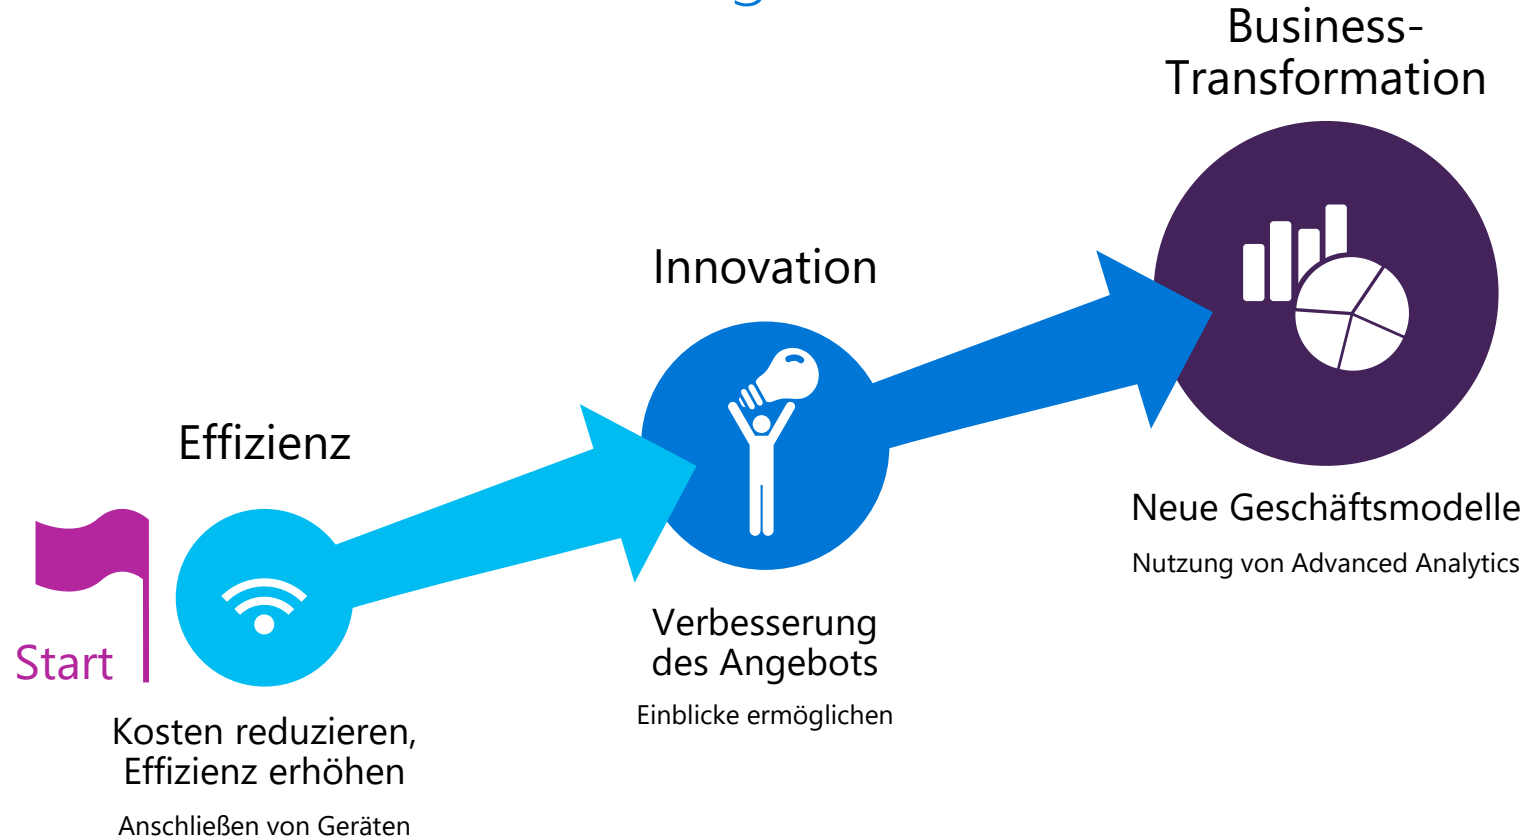 Business-
Transformation
Innovation
Effizienz
Start
Kosten reduzieren,
Effizienz erhöhen
Anschließen von Geräten
Verbesserung
des Angebots
Einblicke ermöglichen
Neue Geschäftsmodelle
Nutzung von Advanced Analytics